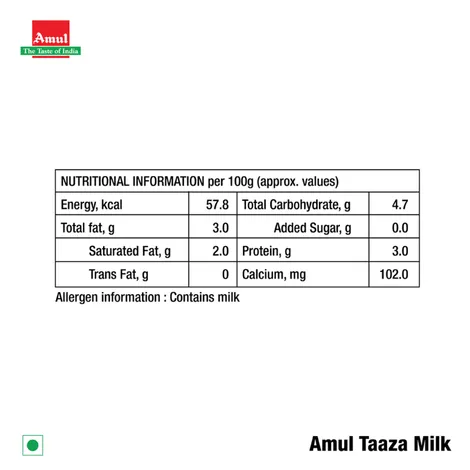 Amul
The Taste of India
NUTRITIONAL INFORMATION per 100g (approx. values)
Energy, kcal 57.8 Total Carbohydrate, g 4.7
Total fat, g 3.0 Added Sugar, g 0.0
Saturated Fat, g 2.0 Protein, g 3.0
Trans Fat, g 0 Calcium, mg 102.0
Allergen information : Contains milk
Amul Taaza Milk